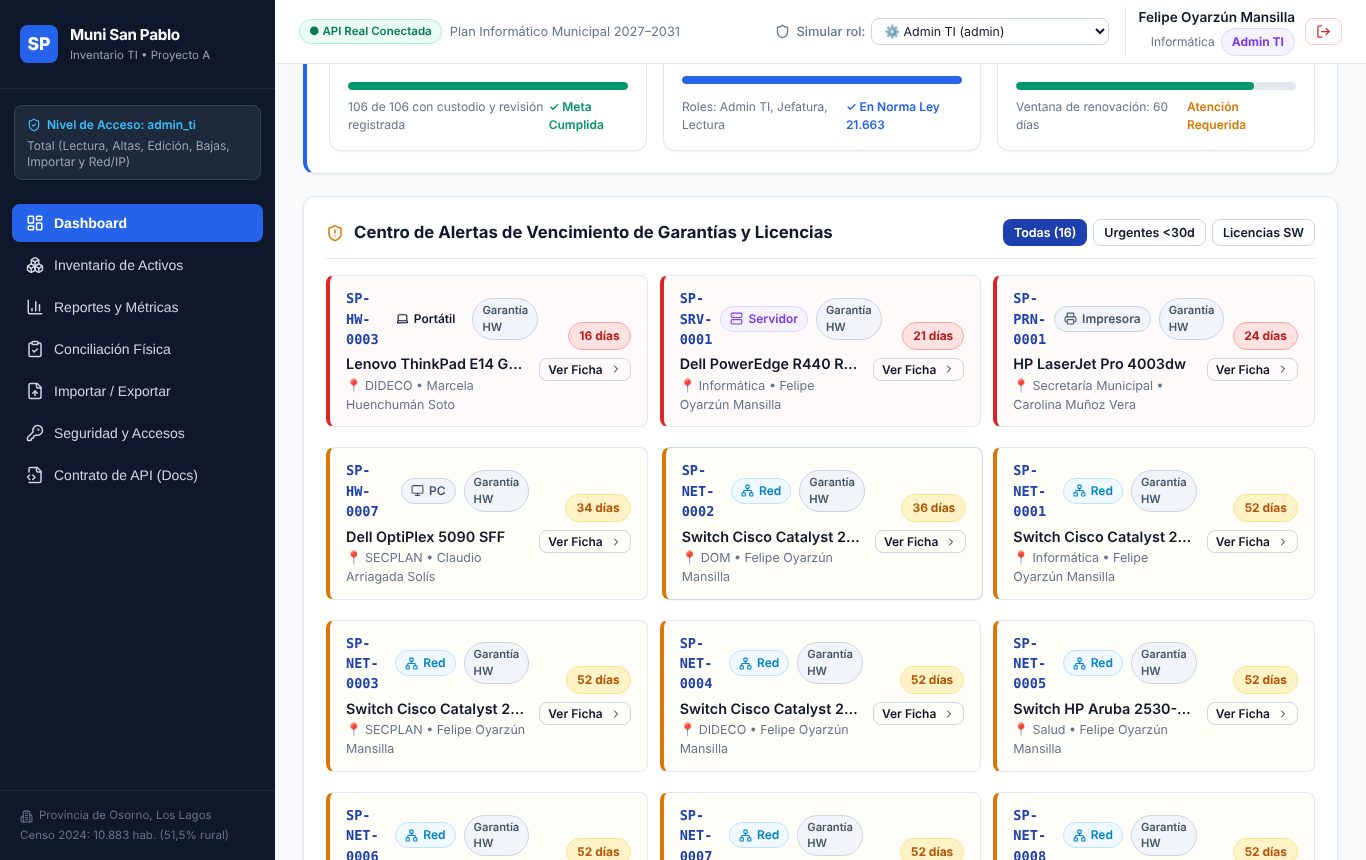 SP
Muni San Pablo
Inventario TI • Proyecto A
Nivel de Acceso: admin_ti
Total (Lectura, Altas, Edición, Bajas,
Importar y Red/IP)
Dashboard
Inventario de Activos
Reportes y Métricas
Conciliación Física
Importar / Exportar
Seguridad y Accesos
Contrato de API (Docs)
Provincia de Osorno, Los Lagos
Censo 2024: 10.883 hab. (51,5% rural)
API Real Conectada
Plan Informático Municipal 2027–2031
Simular rol:
Admin TI (admin)
Felipe Oyarzún Mansilla
Informática
Admin TI
106 de 106 con custodio y revisión
registrada
✓ Meta
Cumplida
Roles: Admin TI, Jefatura,
Lectura
✓ En Norma Ley
21.663
Ventana de renovación: 60
días
Atención
Requerida
Centro de Alertas de Vencimiento de Garantías y Licencias
Todas (16)
Urgentes <30d
Licencias SW
SP-
HW-
0003
Portátil
Garantía
HW
16 días
Lenovo ThinkPad E14 G...
Ver Ficha
DIDECO • Marcela
Huenchumán Soto
SP-
SRV-
0001
Servidor
Garantía
HW
21 días
Dell PowerEdge R440 R...
Ver Ficha
Informática • Felipe
Oyarzún Mansilla
SP-
PRN-
0001
Impresora
Garantía
HW
24 días
HP LaserJet Pro 4003dw
Ver Ficha
Secretaría Municipal •
Carolina Muñoz Vera
SP-
HW-
0007
PC
Garantía
HW
34 días
Dell OptiPlex 5090 SFF
Ver Ficha
SECPLAN • Claudio
Arriagada Solís
SP-
NET-
0002
Red
Garantía
HW
36 días
Switch Cisco Catalyst 2...
Ver Ficha
DOM • Felipe Oyarzún
Mansilla
SP-
NET-
0001
Red
Garantía
HW
52 días
Switch Cisco Catalyst 2...
Ver Ficha
Informática • Felipe
Oyarzún Mansilla
SP-
NET-
0003
Red
Garantía
HW
52 días
Switch Cisco Catalyst 2...
Ver Ficha
SECPLAN • Felipe Oyarzún
Mansilla
SP-
NET-
0004
Red
Garantía
HW
52 días
Switch Cisco Catalyst 2...
Ver Ficha
DIDECO • Felipe Oyarzún
Mansilla
SP-
NET-
0005
Red
Garantía
HW
52 días
Switch HP Aruba 2530-...
Ver Ficha
Salud • Felipe Oyarzún
Mansilla
SP-
NET-
0006
Red
Garantía
HW
52 días
SP-
NET-
0007
Red
Garantía
HW
52 días
SP-
NET-
0008
Red
Garantía
HW
52 días